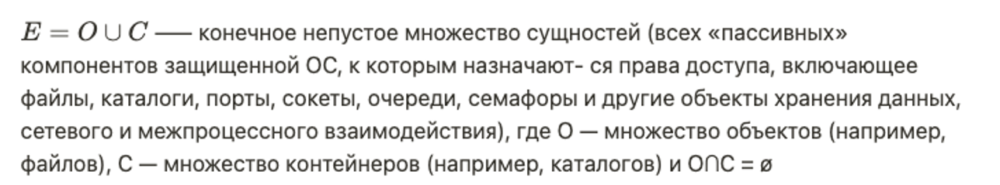 E = O ∪ C —— конечное непустое множество сущностей (всех «пассивных»
компонентов защищенной ОС, к которым назначают- ся права доступа, включающее
файлы, каталоги, порты, сокеты, очереди, семафоры и другие объекты хранения данных,
сетевого и межпроцессного взаимодействия), где O — множество объектов (например,
файлов), C — множество контейнеров (например, каталогов) и O∩C = ø